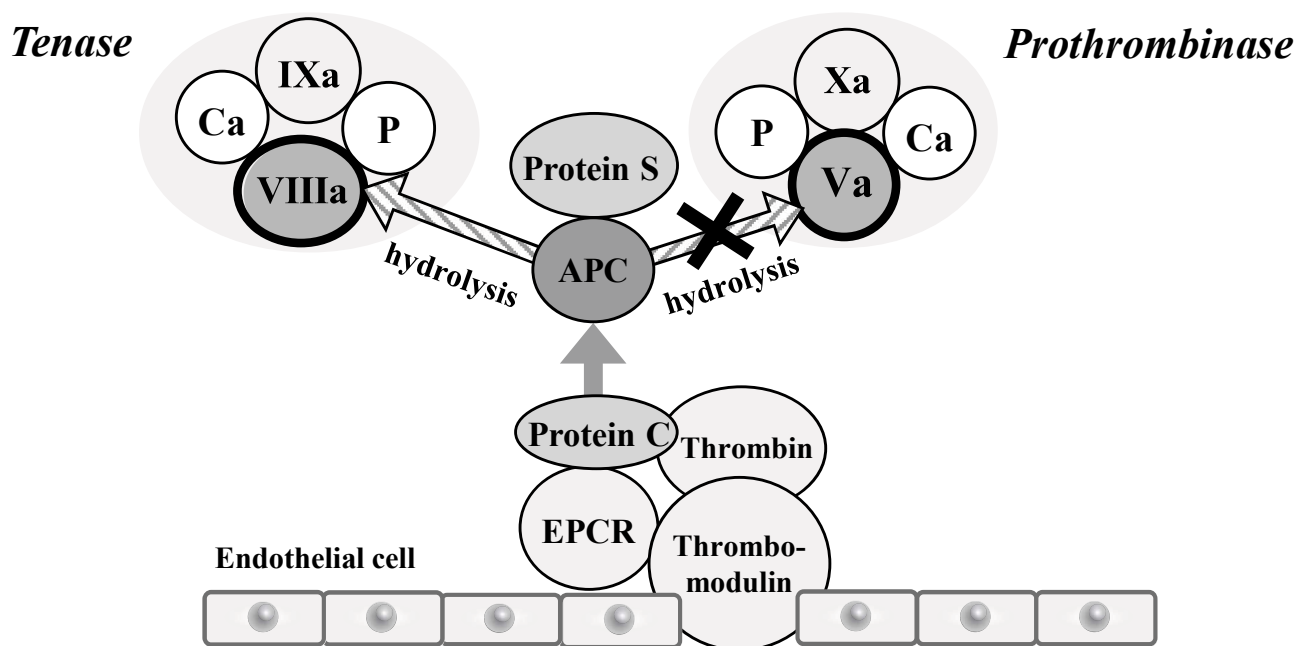 Tenase
Prothrombinase
IXa
Ca
P
VIIIa
Xa
P
Ca
Va
Protein S
APC
hydrolysis
hydrolysis
Protein C
Thrombin
EPCR
Thrombo-
modulin
Endothelial cell